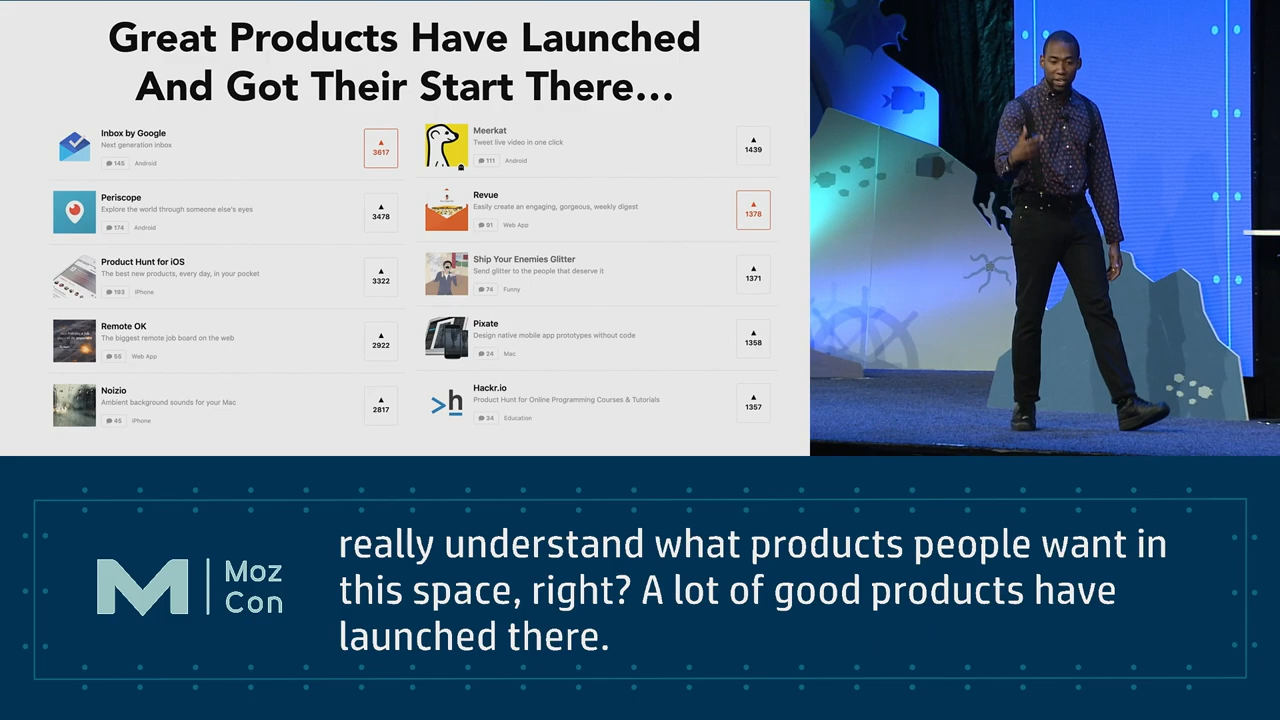 Great Products Have Launched
And Got Their Start There...
Inbox by Google
Next generation inbox
145 Android
▲
3617
Periscope
Explore the world through someone else's eyes
174 Android
▲
3478
Product Hunt for iOS
The best new products, every day, in your pocket
193 iPhone
▲
3322
Remote OK
The biggest remote job board on the web
55 Web App
▲
2922
Noizio
Ambient background sounds for your Mac
45 iPhone
▲
2817
Meerkat
Tweet live video in one click
111 Android
▲
1439
Revue
Easily create an engaging, gorgeous, weekly digest
91 Web App
▲
1378
Ship Your Enemies Glitter
Send glitter to the people that deserve it
74 Funny
▲
1371
Pixate
Design native mobile app prototypes without code
24 Mac
▲
1358
>h
Hackr.io
Product Hunt for Online Programming Courses & Tutorials
34 Education
▲
1357
M
Moz
Con
really understand what products people want in
this space, right? A lot of good products have
launched there.